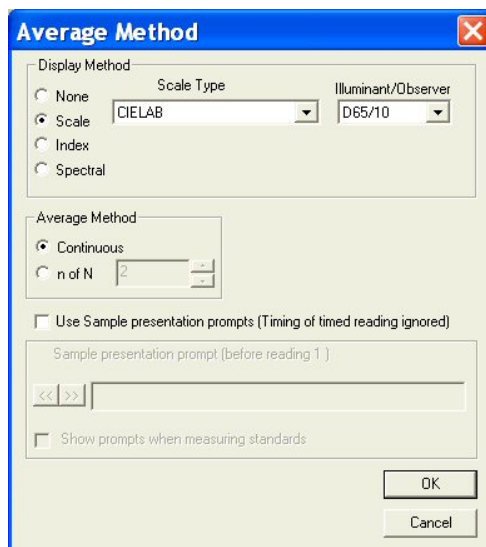 Average Method
Display Method
Scale Type
Illuminant/Observer
None
Scale
CIELAB
D65/10
Index
Spectral
Average Method
Continuous
n of N
2
Use Sample presentation prompts (Timing of timed reading ignored)
Sample presentation prompt (before reading 1 )
<< >>
Show prompts when measuring standards
OK
Cancel